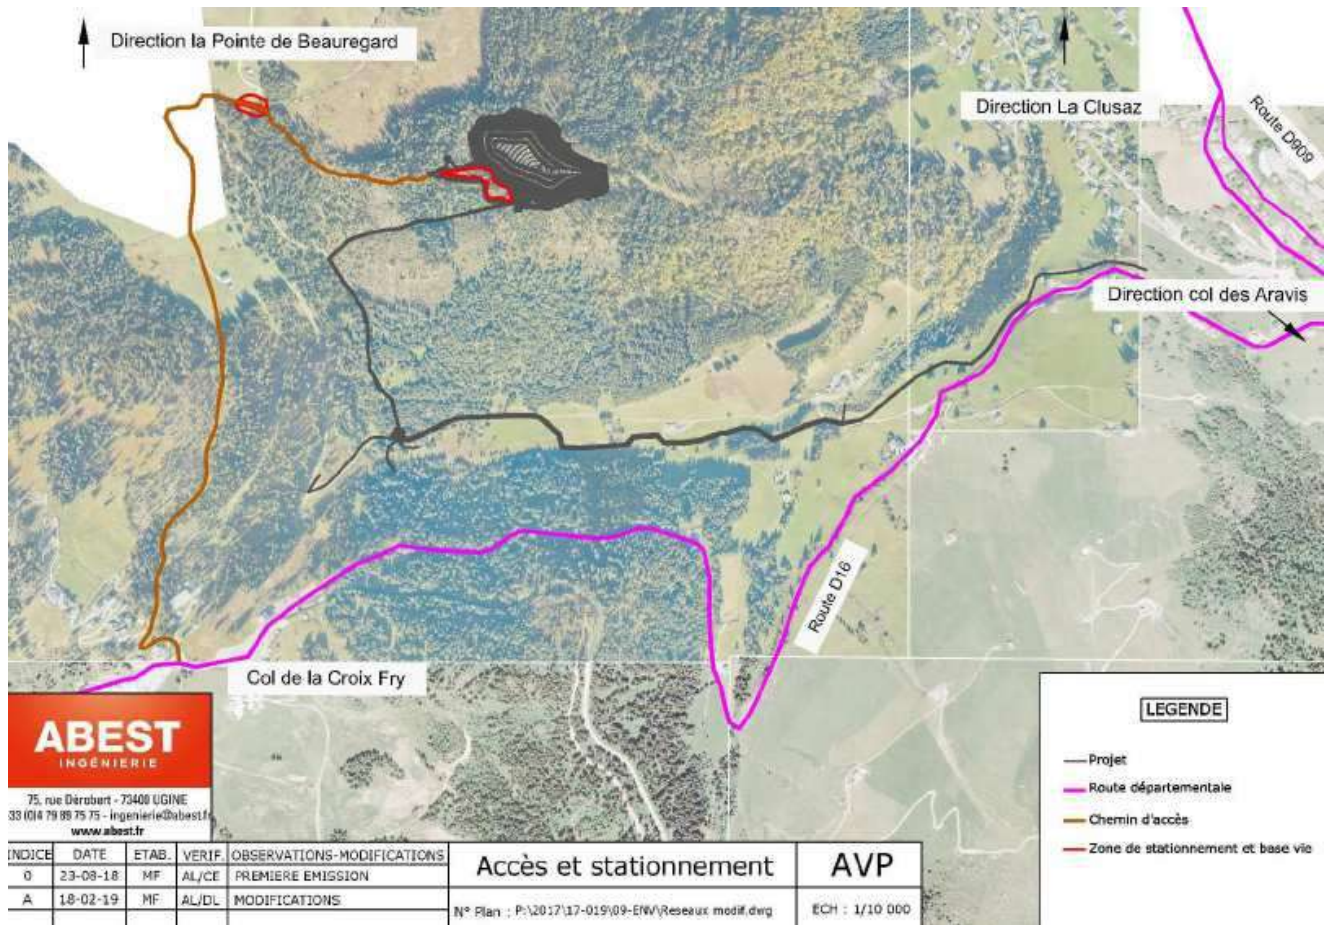 Direction la Pointe de Beauregard
Direction La Clusaz
Route D909
Direction col des Aravis
Route D16
Col de la Croix Fry
ABEST
INGÉNIERIE
75, rue Dérobert - 73400 UGINE
33 (0)4 79 89 75 75 - ingenierie@abest.fr
www.abest.fr
LEGENDE
Projet
Route départementale
Chemin d'accès
Zone de stationnement et base vie
INDICE DATE ETAB. VERIF. OBSERVATIONS-MODIFICATIONS
0 23-08-18 MF AL/CE PREMIERE EMISSION
A 18-02-19 MF AL/DL MODIFICATIONS
Accès et stationnement
N° Plan : P:\2017\17-019\09-ENV\Reseaux modif.dwg
AVP
ECH : 1/10 000